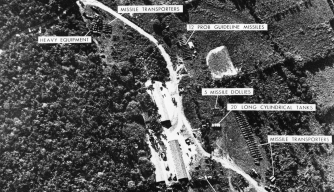 MISSILE TRANSPORTERS
12 PROB GUIDELINE MISSILES
HEAVY EQUIPMENT
5 MISSILE DOLLIES
20' LONG CYLINDRICAL TANKS
MISSILE TRANSPORTERS